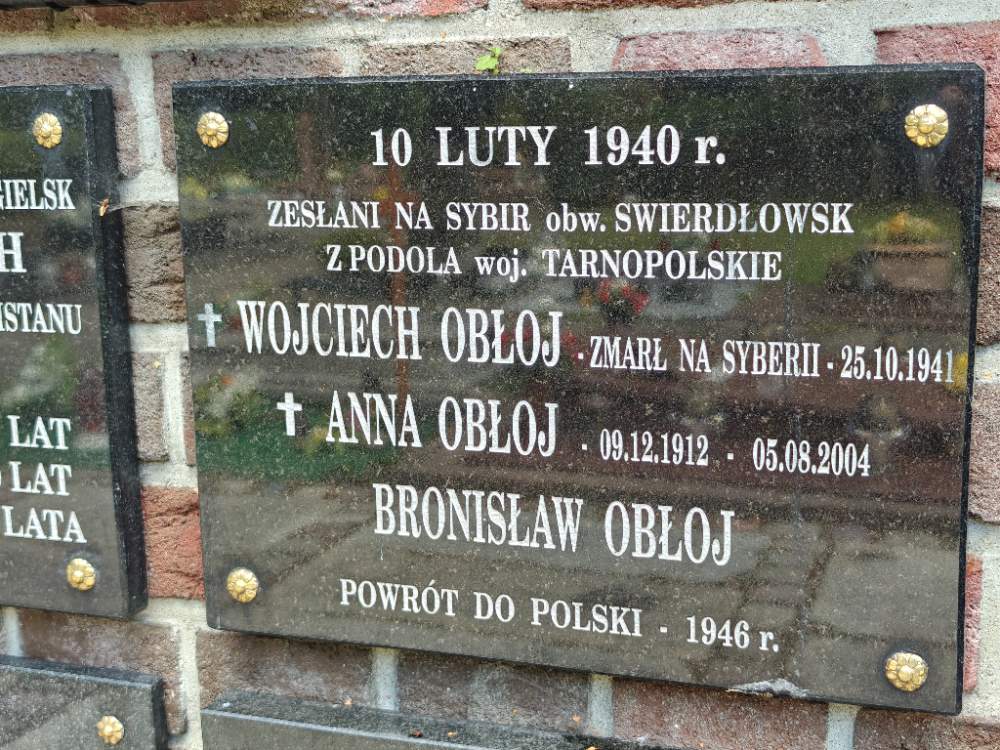 GIELSK
H
ISTANU
LAT
LAT
LATA
10 LUTY 1940 r.
ZESŁANI NA SYBIR obw. SWIERDŁOWSK
Z PODOLA woj. TARNOPOLSKIE
WOJCIECH OBŁOJ - ZMARŁ NA SYBERII - 25.10.1941
ANNA OBŁOJ - 09.12.1912 - 05.08.2004
BRONISŁAW OBŁOJ
POWRÓT DO POLSKI - 1946 r.